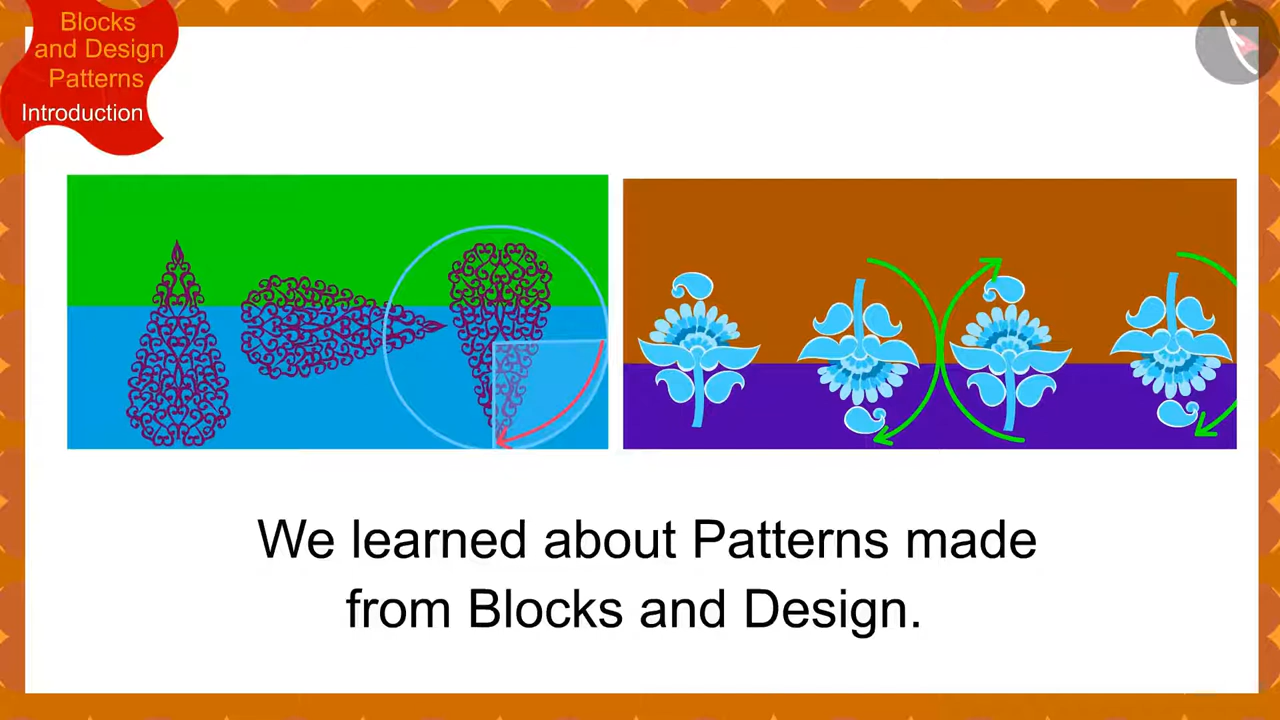 Blocks
and Design
Patterns
Introduction
We learned about Patterns made
from Blocks and Design.